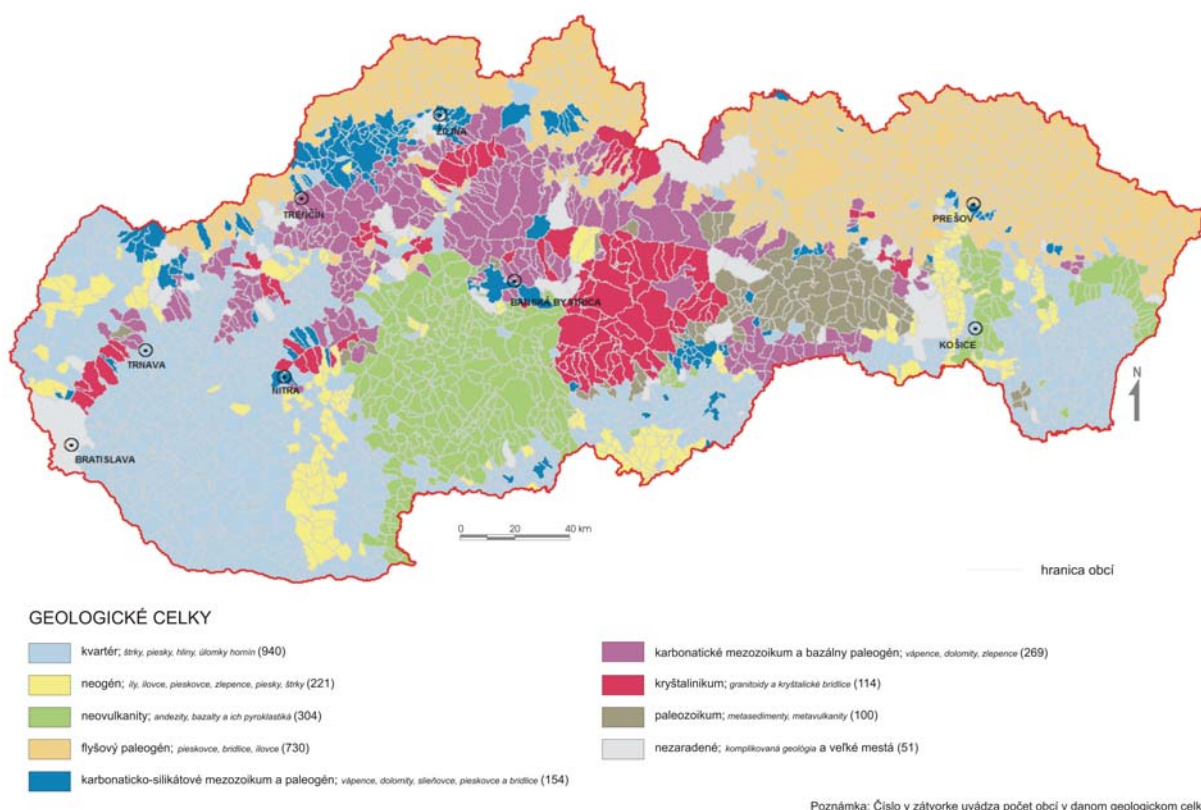 ŽILINA
TRENČÍN
PREŠOV
BANSKÁ BYSTRICA
KOŠICE
TRNAVA
NITRA
N
BRATISLAVA
0 20 40 km
hranica obcí
GEOLOGICKÉ CELKY
kvartér; štrky, piesky, hliny, úlomky hornín (940)
neogén; íly, ílovce, pieskovce, zlepence, piesky, štrky (221)
neovulkanity; andezity, bazalty a ich pyroklastiká (304)
flyšový paleogén; pieskovce, bridlice, ílovce (730)
karbonaticko-silikátové mezozoikum a paleogén; vápence, dolomity, slieňovce, pieskovce a bridlice (154)
karbonatické mezozoikum a bazálny paleogén; vápence, dolomity, zlepence (269)
kryštalinikum; granitoidy a kryštalické bridlice (114)
paleozoikum; metasedimenty, metavulkanity (100)
nezaradené; komplikovaná geológia a veľké mestá (51)
Poznámka: Číslo v zátvorke uvádza počet obcí v danom geologickom celk